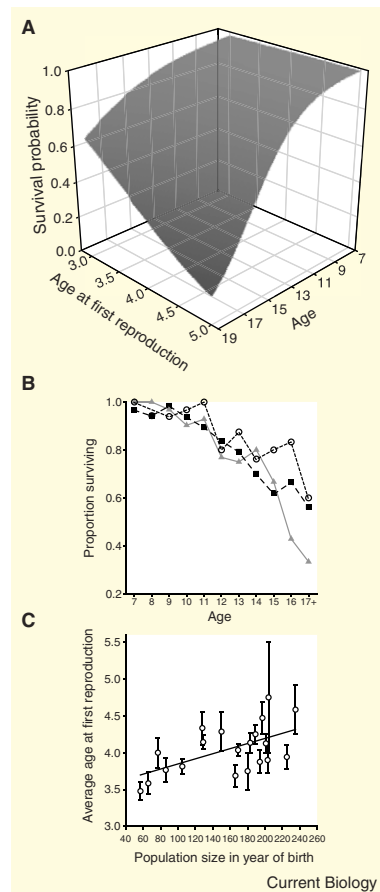 A
Survival probability
1.0
0.8
0.6
0.4
0.2
0.0
3.0
3.5
4.0
4.5
5.0
Age at first reproduction
19
17
15
13
11
9
7
Age
B
Proportion surviving
1.0
0.8
0.6
0.4
0.2
7 8 9 10 11 12 13 14 15 16 17+
Age
C
Average age at first reproduction
5.5
5.0
4.5
4.0
3.5
3.0
40 60 80 100 120 140 160 180 200 220 240 260
Population size in year of birth
Current Biology